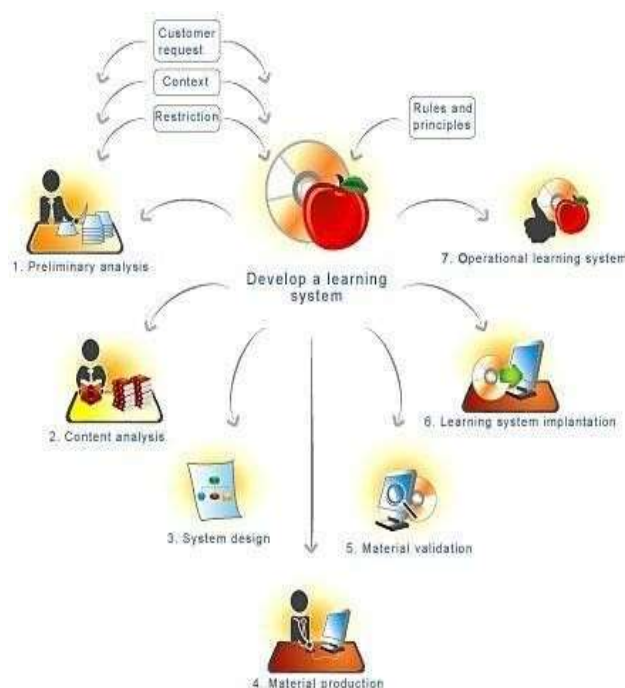 Customer
request
Context
Restriction
Rules and
principles
1. Preliminary analysis
7. Operational learning system
Develop a learning
system
2. Content analysis
6. Learning system implantation
3. System design
5. Material validation
4. Material production